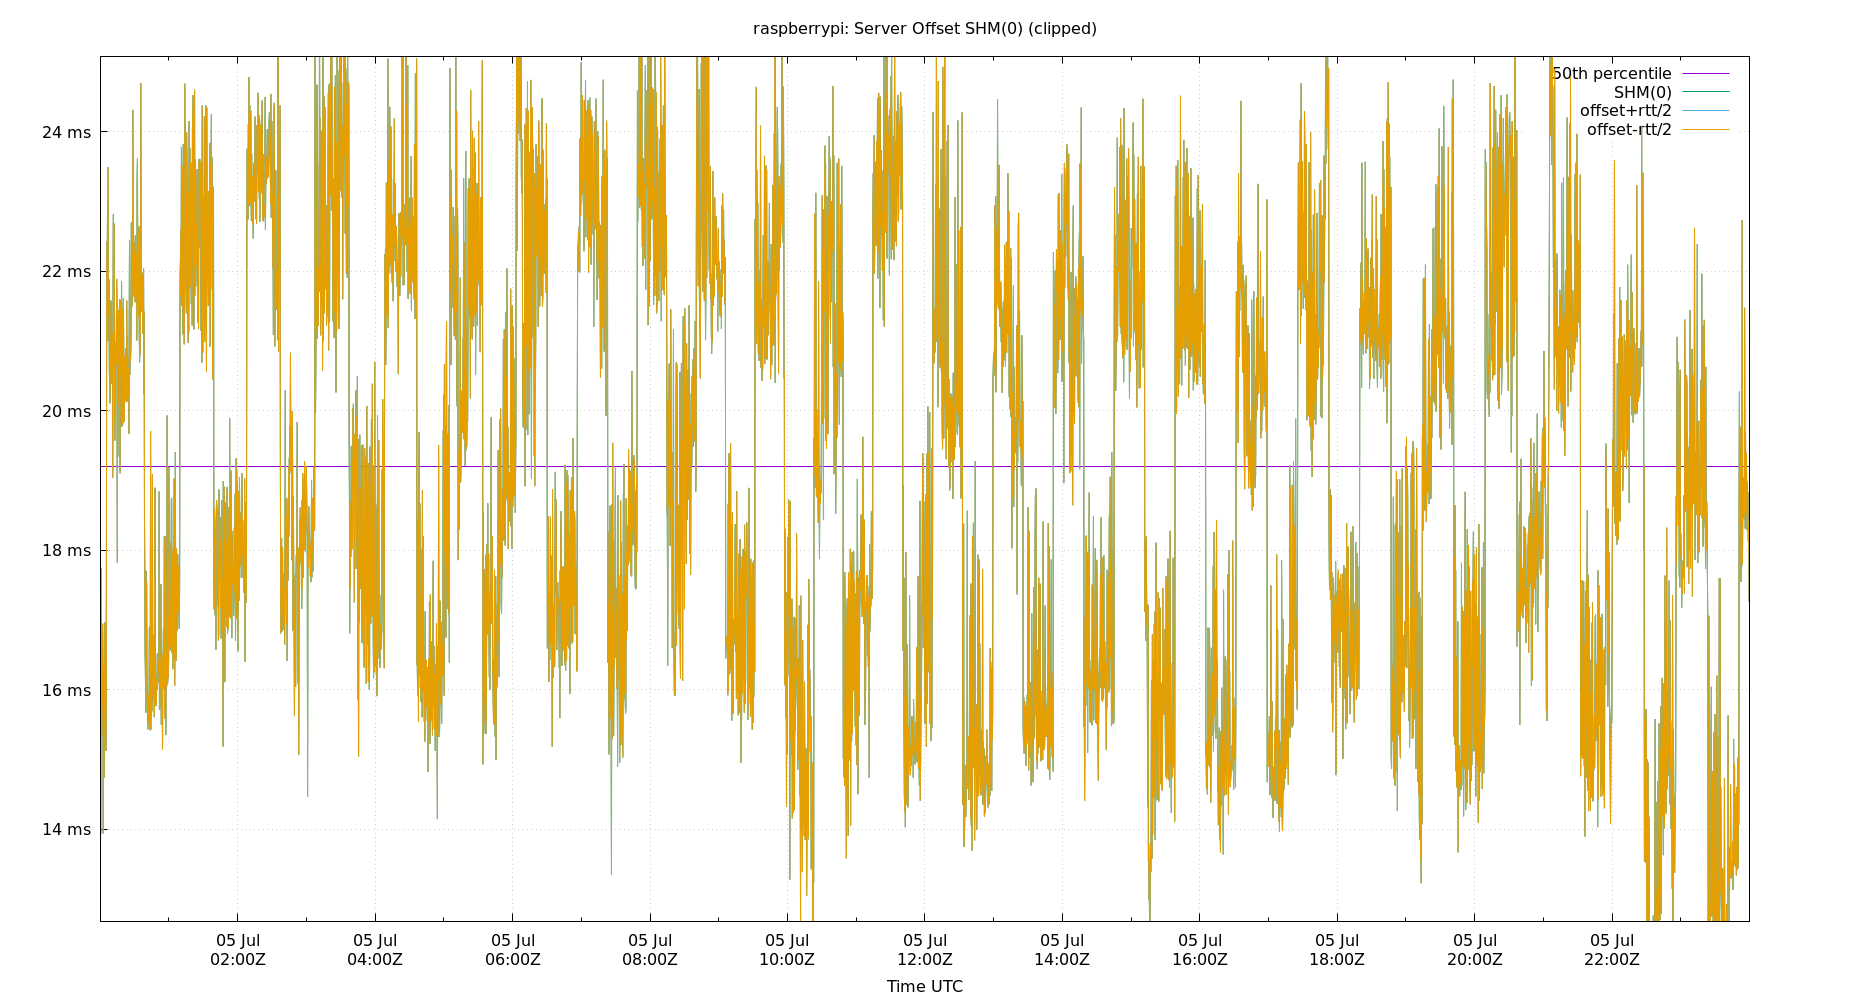 raspberrypi: Server Offset SHM(0) (clipped)
50th percentile
SHM(0)
offset+rtt/2
offset-rtt/2
24 ms
22 ms
20 ms
18 ms
16 ms
14 ms
05 Jul 05 Jul 05 Jul 05 Jul 05 Jul 05 Jul 05 Jul 05 Jul 05 Jul 05 Jul 05 Jul
02:00Z 04:00Z 06:00Z 08:00Z 10:00Z 12:00Z 14:00Z 16:00Z 18:00Z 20:00Z 22:00Z
Time UTC